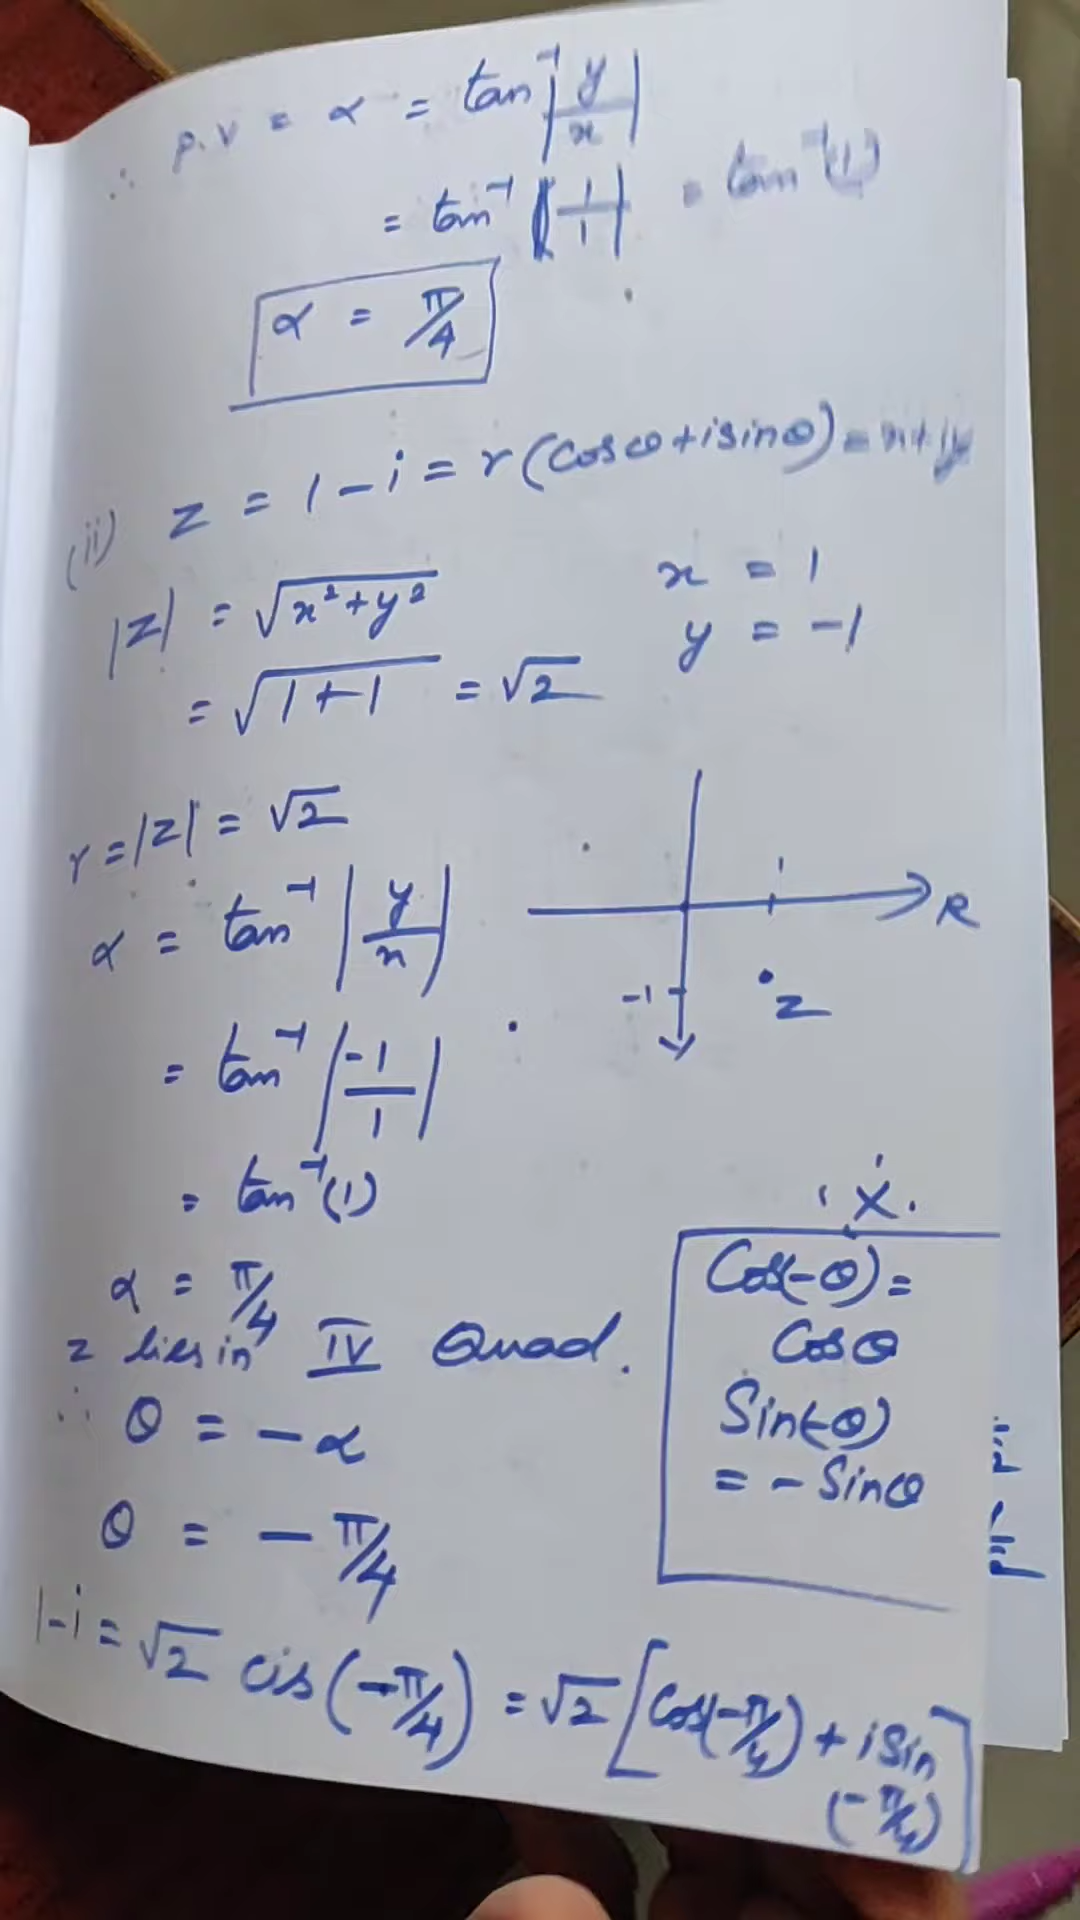 ∴ p.v = α = tan⁻¹|y/x|
= tan⁻¹|1/1| = tan⁻¹(1)
α = π/4
(ii) z = 1-i = r(cosθ+isinθ) = x+iy
|z| = √(x²+y²)
x = 1
y = -1
= √(1+1) = √2
r = |z| = √2
α = tan⁻¹|y/x|
1
R
-1
z
= tan⁻¹|-1/1|
= tan⁻¹(1)
α = π/4
z lies in IV Quad.
∴ θ = -α
θ = -π/4
Cos(-θ) =
Cosθ
Sin(-θ)
= - Sinθ
1-i = √2 cis(-π/4) = √2[Cos(-π/4) + i Sin
(-π/4)]